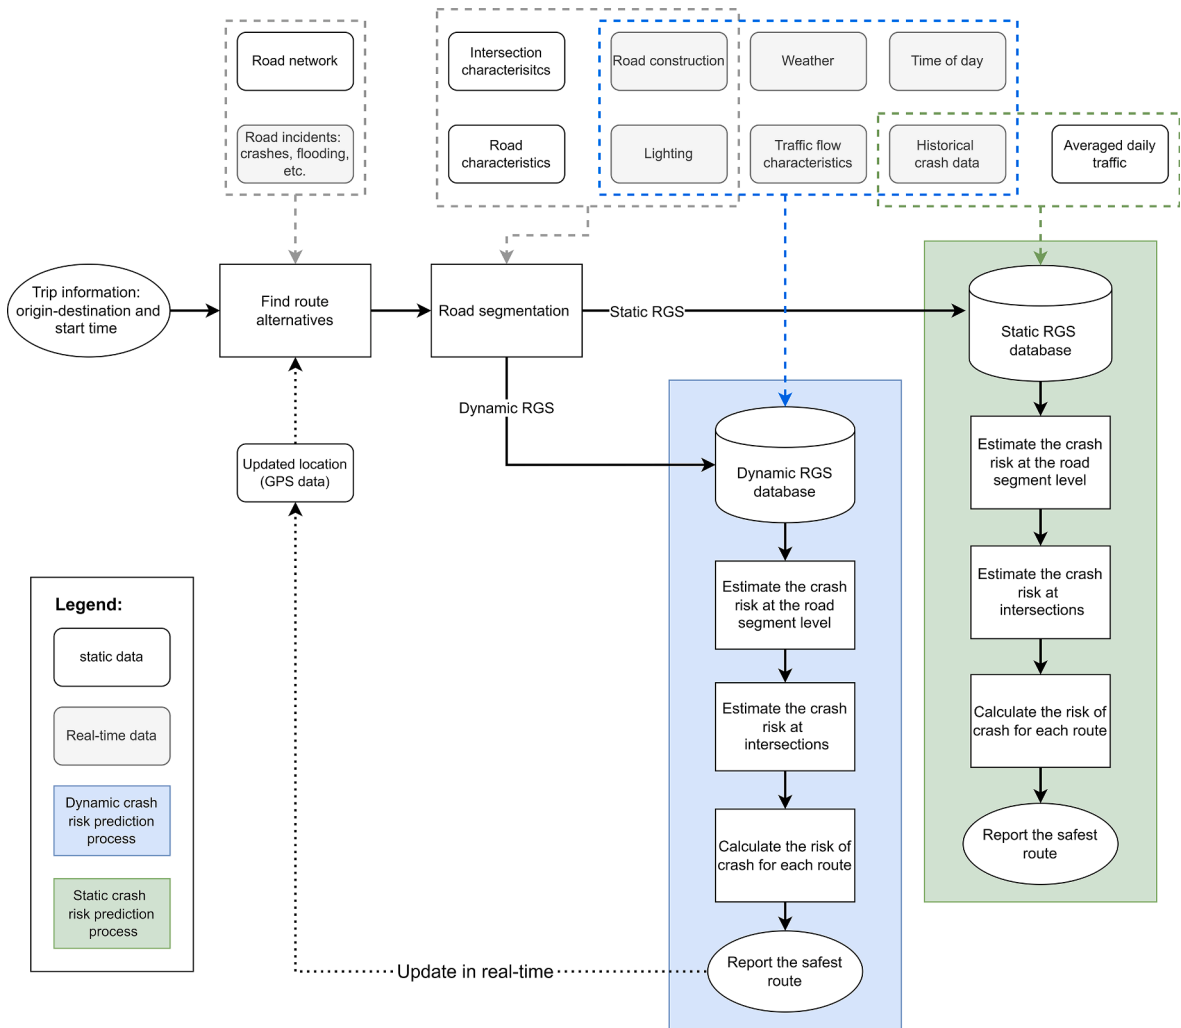 Road network
Road incidents:
crashes, flooding,
etc.
Intersection
characterisitcs
Road construction
Weather
Time of day
Road
characteristics
Lighting
Traffic flow
characteristics
Historical
crash data
Averaged daily
traffic
Trip information:
origin-destination and
start time
Find route
alternatives
Road segmentation
Static RGS
Static RGS
database
Dynamic RGS
Updated location
(GPS data)
Dynamic RGS
database
Estimate the crash
risk at the road
segment level
Estimate the crash
risk at
intersections
Calculate the risk of
crash for each route
Report the safest
route
Estimate the crash
risk at the road
segment level
Estimate the crash
risk at
intersections
Calculate the risk of
crash for each route
Report the safest
route
Update in real-time
Legend:
static data
Real-time data
Dynamic crash
risk prediction
process
Static crash
risk prediction
process